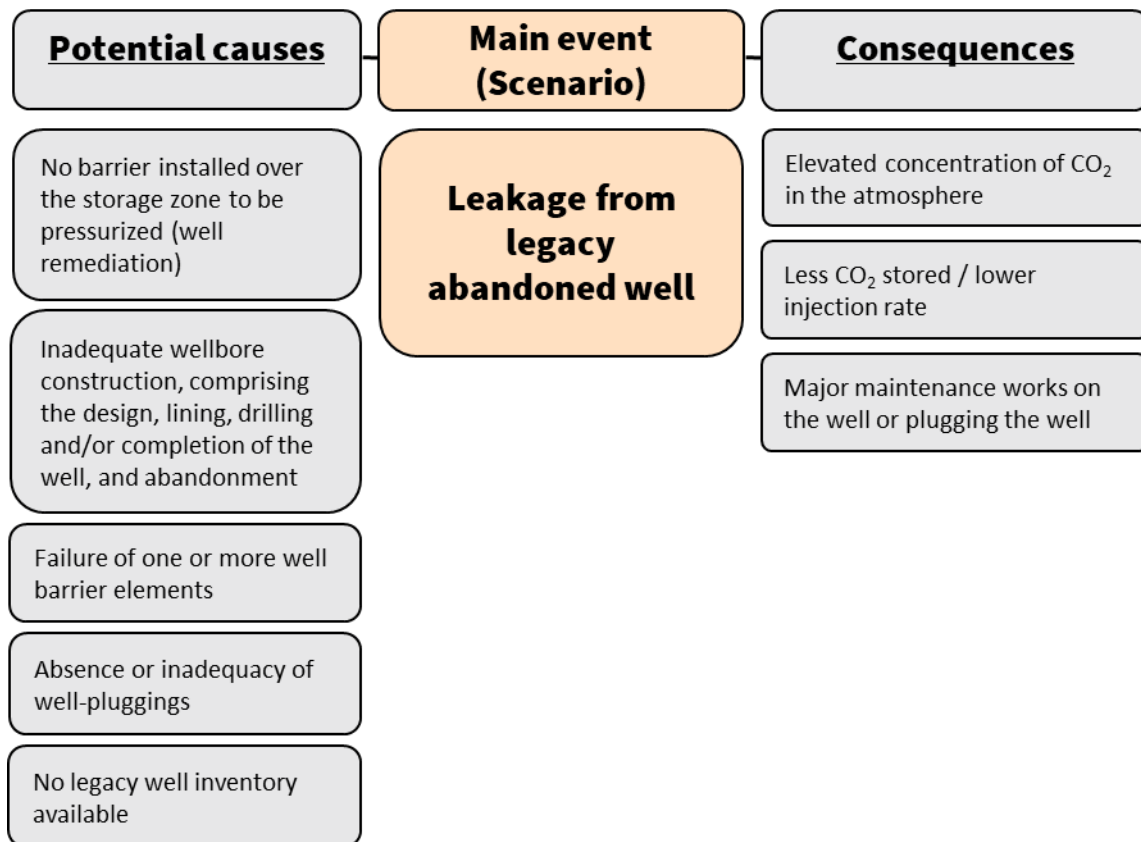 Potential causes
Main event
(Scenario)
Consequences
No barrier installed over
the storage zone to be
pressurized (well
remediation)
Inadequate wellbore
construction, comprising
the design, lining, drilling
and/or completion of the
well, and abandonment
Failure of one or more well
barrier elements
Absence or inadequacy of
well-pluggings
No legacy well inventory
available
Leakage from
legacy
abandoned well
Elevated concentration of CO₂
in the atmosphere
Less CO₂ stored / lower
injection rate
Major maintenance works on
the well or plugging the well